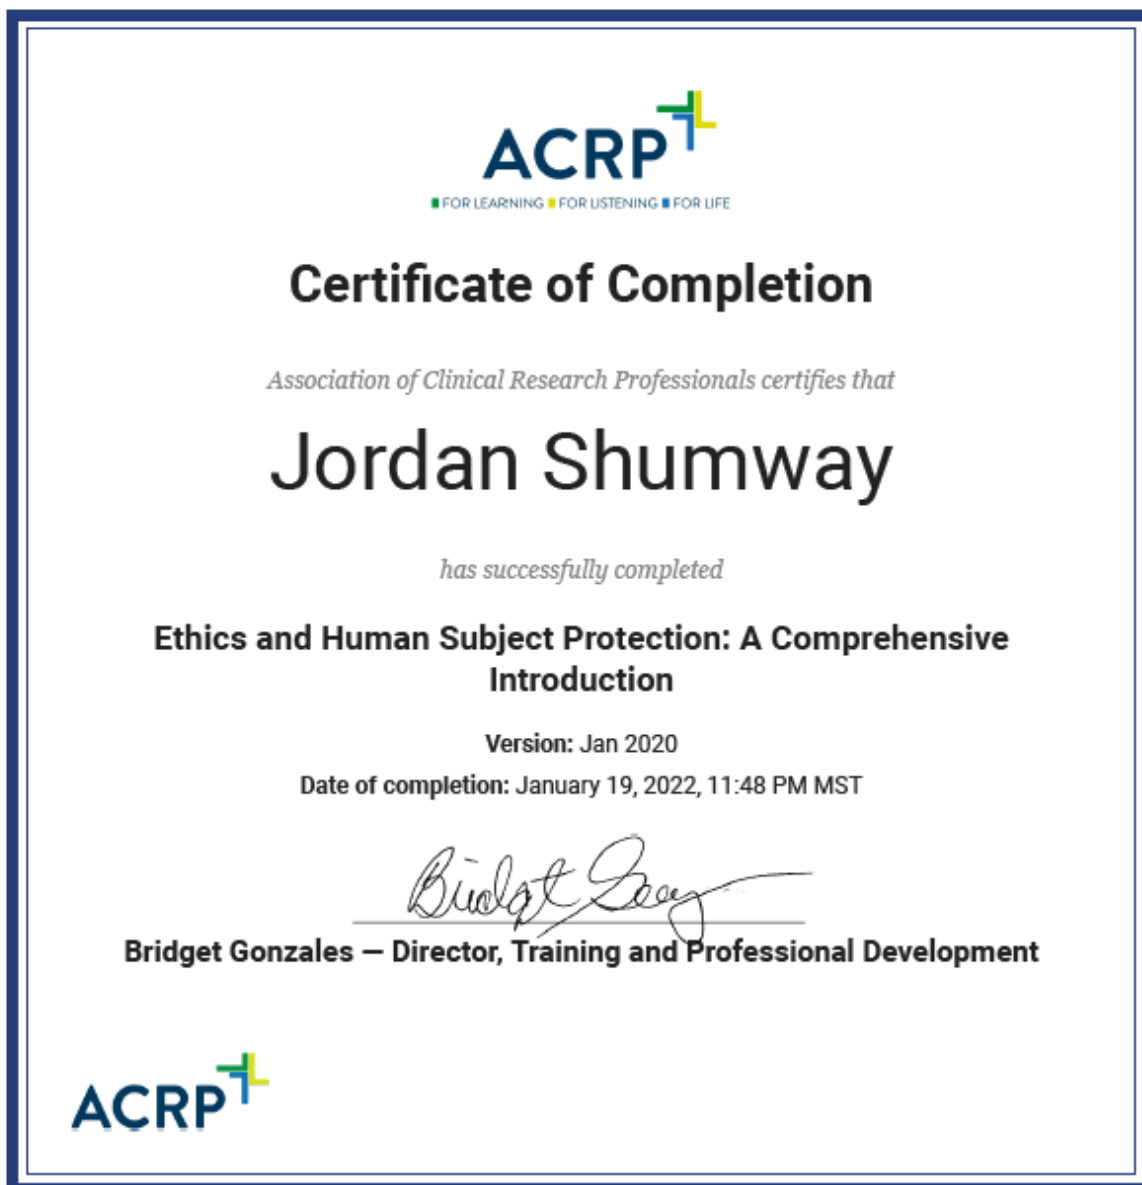 ACRP
FOR LEARNING FOR LISTENING FOR LIFE
Certificate of Completion
Association of Clinical Research Professionals certifies that
Jordan Shumway
has successfully completed
Ethics and Human Subject Protection: A Comprehensive
Introduction
Version: Jan 2020
Date of completion: January 19, 2022, 11:48 PM MST
Bridget Gonzales — Director, Training and Professional Development
ACRP